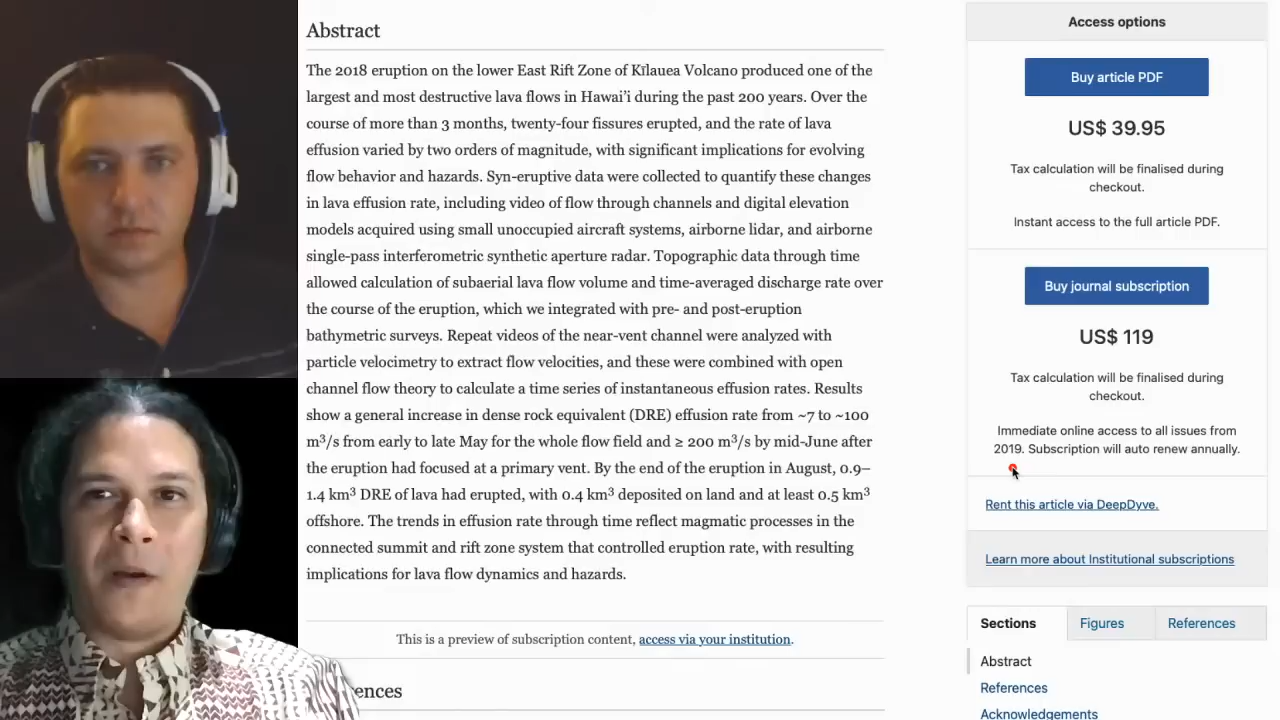 Abstract
The 2018 eruption on the lower East Rift Zone of Kīlauea Volcano produced one of the
largest and most destructive lava flows in Hawai’i during the past 200 years. Over the
course of more than 3 months, twenty-four fissures erupted, and the rate of lava
effusion varied by two orders of magnitude, with significant implications for evolving
flow behavior and hazards. Syn-eruptive data were collected to quantify these changes
in lava effusion rate, including video of flow through channels and digital elevation
models acquired using small unoccupied aircraft systems, airborne lidar, and airborne
single-pass interferometric synthetic aperture radar. Topographic data through time
allowed calculation of subaerial lava flow volume and time-averaged discharge rate over
the course of the eruption, which we integrated with pre- and post-eruption
bathymetric surveys. Repeat videos of the near-vent channel were analyzed with
particle velocimetry to extract flow velocities, and these were combined with open
channel flow theory to calculate a time series of instantaneous effusion rates. Results
show a general increase in dense rock equivalent (DRE) effusion rate from ~7 to ~100
m³/s from early to late May for the whole flow field and ≥ 200 m³/s by mid-June after
the eruption had focused at a primary vent. By the end of the eruption in August, 0.9–
1.4 km³ DRE of lava had erupted, with 0.4 km³ deposited on land and at least 0.5 km³
offshore. The trends in effusion rate through time reflect magmatic processes in the
connected summit and rift zone system that controlled eruption rate, with resulting
implications for lava flow dynamics and hazards.
This is a preview of subscription content, access via your institution.
ences
Access options
Buy article PDF
US$ 39.95
Tax calculation will be finalised during
checkout.
Instant access to the full article PDF.
Buy journal subscription
US$ 119
Tax calculation will be finalised during
checkout.
Immediate online access to all issues from
2019. Subscription will auto renew annually.
Rent this article via DeepDyve.
Learn more about Institutional subscriptions
Sections Figures References
Abstract
References
Acknowledgements